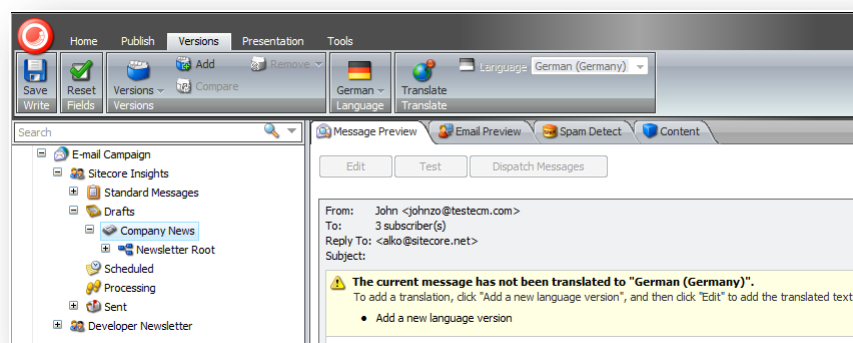 Home Publish Versions Presentation Tools
Save Reset Versions Add Remove Compare German Translate Language German (Germany)
Write Fields Versions Language Translate
Search
Message Preview Email Preview Spam Detect Content
E-mail Campaign
Sitecore Insights
Standard Messages
Drafts
Company News
Newsletter Root
Scheduled
Processing
Sent
Developer Newsletter
Edit Test Dispatch Messages
From: John <johnzo@testecm.com>
To: 3 subscriber(s)
Reply To: <alko@sitecore.net>
Subject:
The current message has not been translated to "German (Germany)".
To add a translation, click "Add a new language version", and then click "Edit" to add the translated text
• Add a new language version